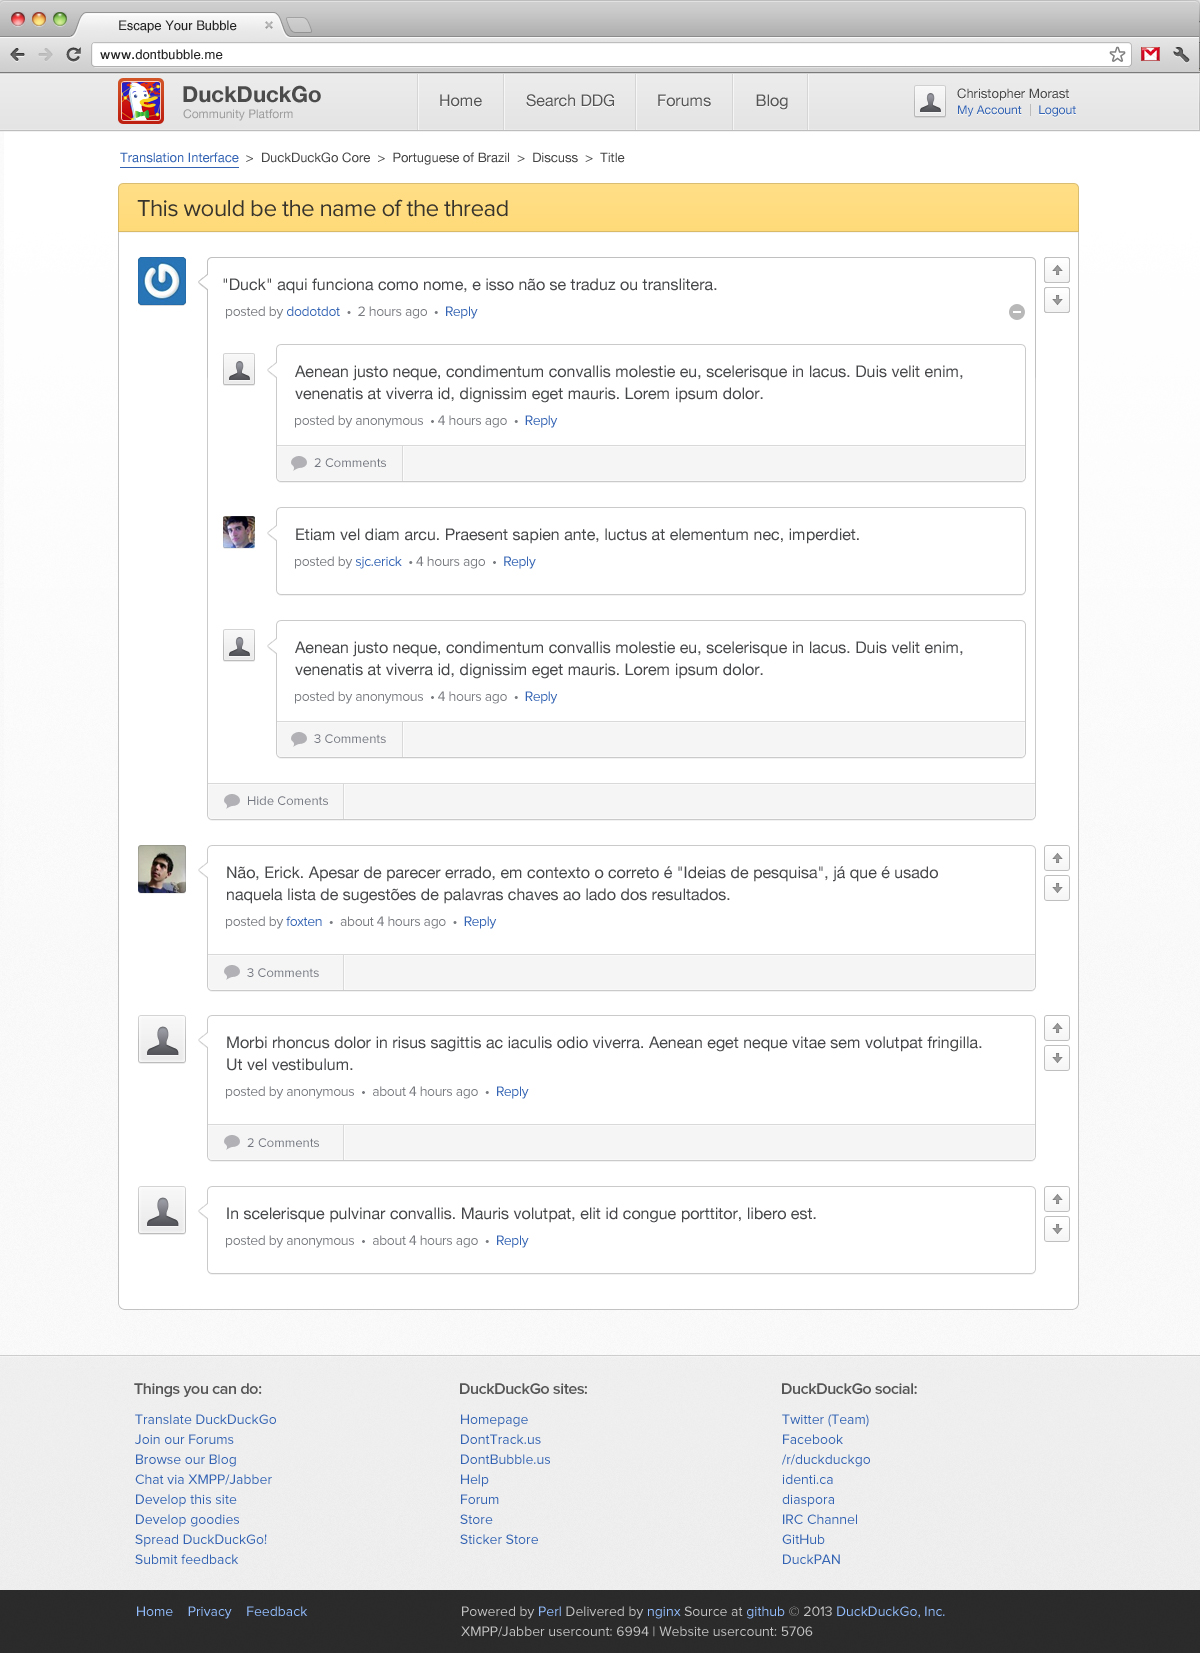 Escape Your Bubble
www.dontbubble.me
DuckDuckGo
Community Platform
Home
Search DDG
Forums
Blog
Christopher Morast
My Account | Logout
Translation Interface > DuckDuckGo Core > Portuguese of Brazil > Discuss > Title
This would be the name of the thread
"Duck" aqui funciona como nome, e isso não se traduz ou translitera.
posted by dodotdot • 2 hours ago • Reply
Aenean justo neque, condimentum convallis molestie eu, scelerisque in lacus. Duis velit enim,
venenatis at viverra id, dignissim eget mauris. Lorem ipsum dolor.
posted by anonymous • 4 hours ago • Reply
2 Comments
Etiam vel diam arcu. Praesent sapien ante, luctus at elementum nec, imperdiet.
posted by sjc.erick • 4 hours ago • Reply
Aenean justo neque, condimentum convallis molestie eu, scelerisque in lacus. Duis velit enim,
venenatis at viverra id, dignissim eget mauris. Lorem ipsum dolor.
posted by anonymous • 4 hours ago • Reply
3 Comments
Hide Coments
Não, Erick. Apesar de parecer errado, em contexto o correto é "Ideias de pesquisa", já que é usado
naquela lista de sugestões de palavras chaves ao lado dos resultados.
posted by foxten • about 4 hours ago • Reply
3 Comments
Morbi rhoncus dolor in risus sagittis ac iaculis odio viverra. Aenean eget neque vitae sem volutpat fringilla.
Ut vel vestibulum.
posted by anonymous • about 4 hours ago • Reply
2 Comments
In scelerisque pulvinar convallis. Mauris volutpat, elit id congue porttitor, libero est.
posted by anonymous • about 4 hours ago • Reply
Things you can do:
Translate DuckDuckGo
Join our Forums
Browse our Blog
Chat via XMPP/Jabber
Develop this site
Develop goodies
Spread DuckDuckGo!
Submit feedback
DuckDuckGo sites:
Homepage
DontTrack.us
DontBubble.us
Help
Forum
Store
Sticker Store
DuckDuckGo social:
Twitter (Team)
Facebook
/r/duckduckgo
identi.ca
diaspora
IRC Channel
GitHub
DuckPAN
Home Privacy Feedback
Powered by Perl Delivered by nginx Source at github © 2013 DuckDuckGo, Inc.
XMPP/Jabber usercount: 6994 | Website usercount: 5706